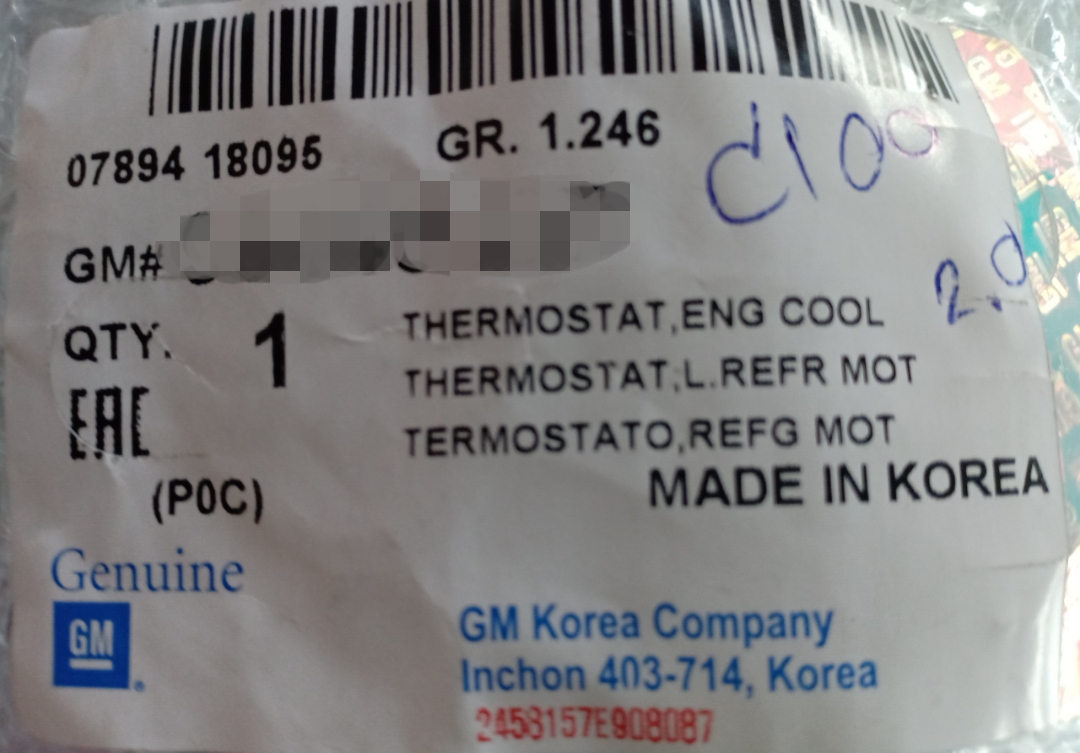 07894 18095 GR. 1.246
C100
GM#
2.0
QTY. 1 THERMOSTAT,ENG COOL
THERMOSTAT,L.REFR MOT
EAC
TERMOSTATO,REFG MOT
MADE IN KOREA
(P0C)
Genuine
GM
GM Korea Company
Inchon 403-714, Korea
2458157E908087